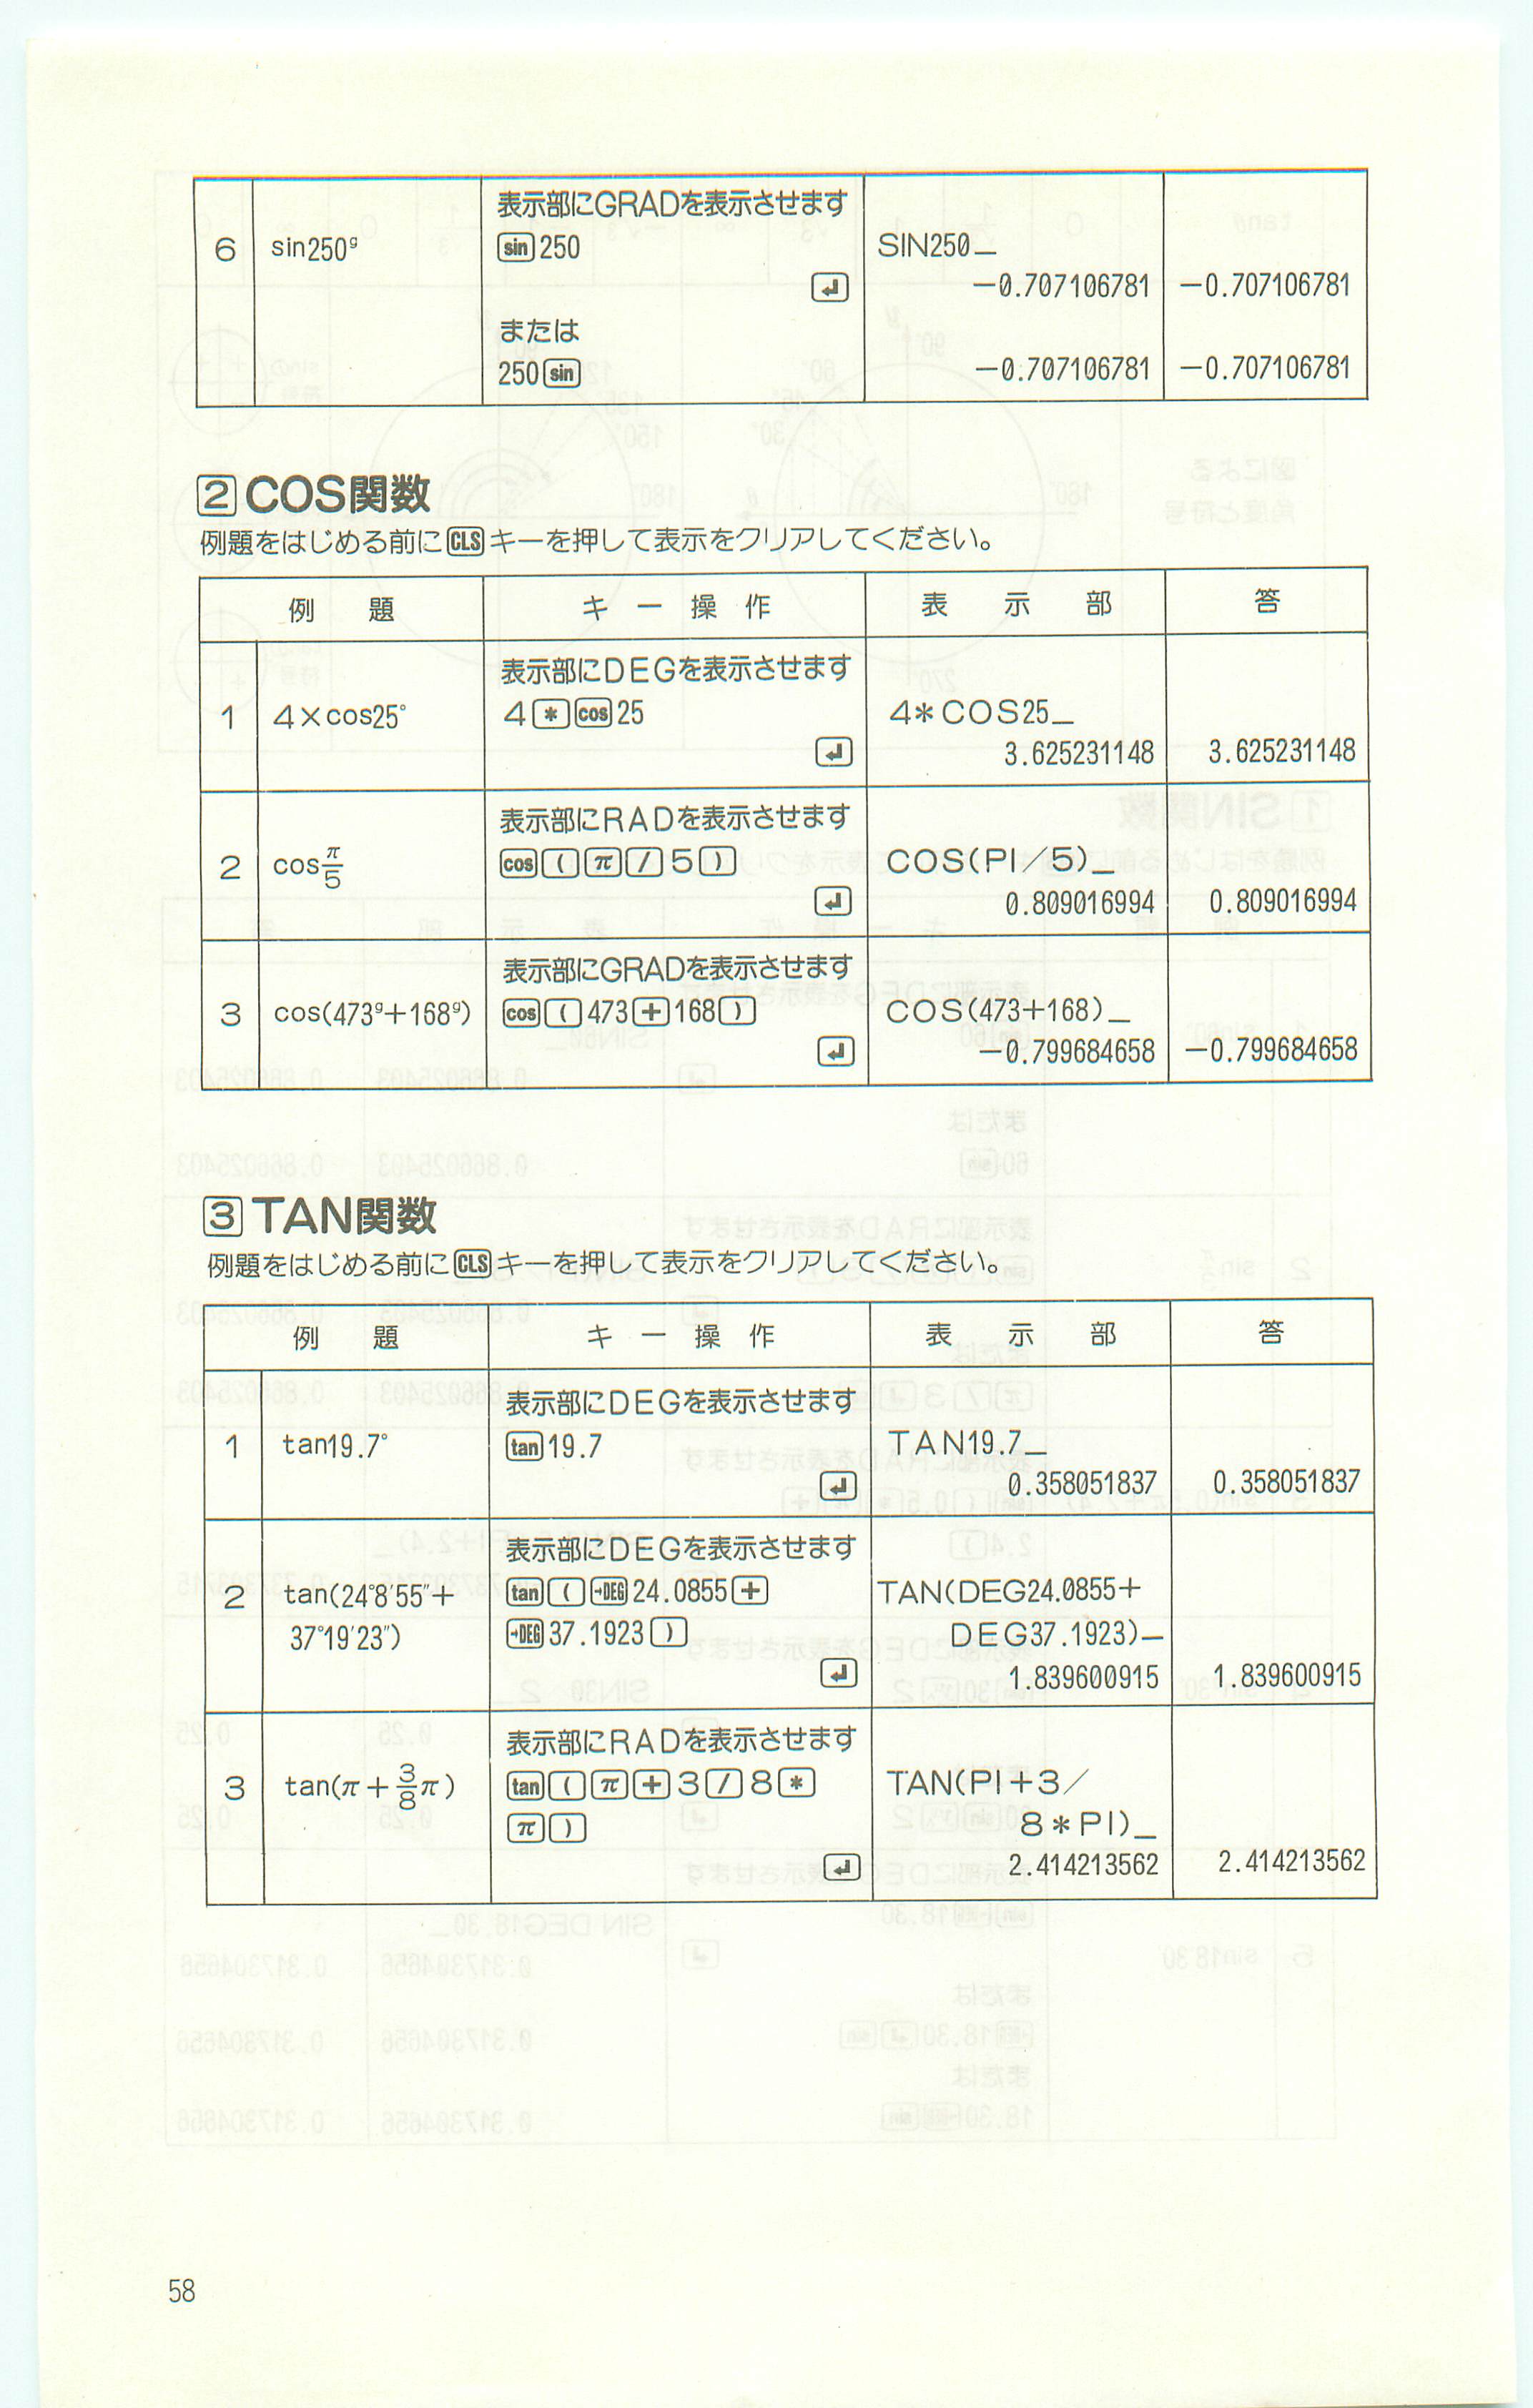 表示部にGRADを表示させます
6 sin250ᵍ [sin]250 SIN250_
[↵] −0.707106781 −0.707106781
または
250[sin] −0.707106781 −0.707106781
[2]COS関数
例題をはじめる前に[CLS]キーを押して表示をクリアしてください。
例 題 キー操作 表 示 部 答
表示部にDEGを表示させます
1 4×cos25° 4[*][cos]25 4*COS25_
[↵] 3.625231148 3.625231148
表示部にRADを表示させます
2 cosπ/5 [cos][(][π][/]5[)] COS(PI/5)_
[↵] 0.809016994 0.809016994
表示部にGRADを表示させます
3 cos(473ᵍ+168ᵍ) [cos][(]473[+]168[)] COS(473+168)_
[↵] −0.799684658 −0.799684658
[3]TAN関数
例題をはじめる前に[CLS]キーを押して表示をクリアしてください。
例 題 キー操作 表 示 部 答
表示部にDEGを表示させます
1 tan19.7° [tan]19.7 TAN19.7_
[↵] 0.358051837 0.358051837
表示部にDEGを表示させます
2 tan(24°8′55″+ [tan][(][→DEG]24.0855[+] TAN(DEG24.0855+
37°19′23″) [→DEG]37.1923[)] DEG37.1923)_
[↵] 1.839600915 1.839600915
表示部にRADを表示させます
3 tan(π+3/8π) [tan][(][π][+]3[/]8[*] TAN(PI+3/
[π][)] 8*PI)_
[↵] 2.414213562 2.414213562
58